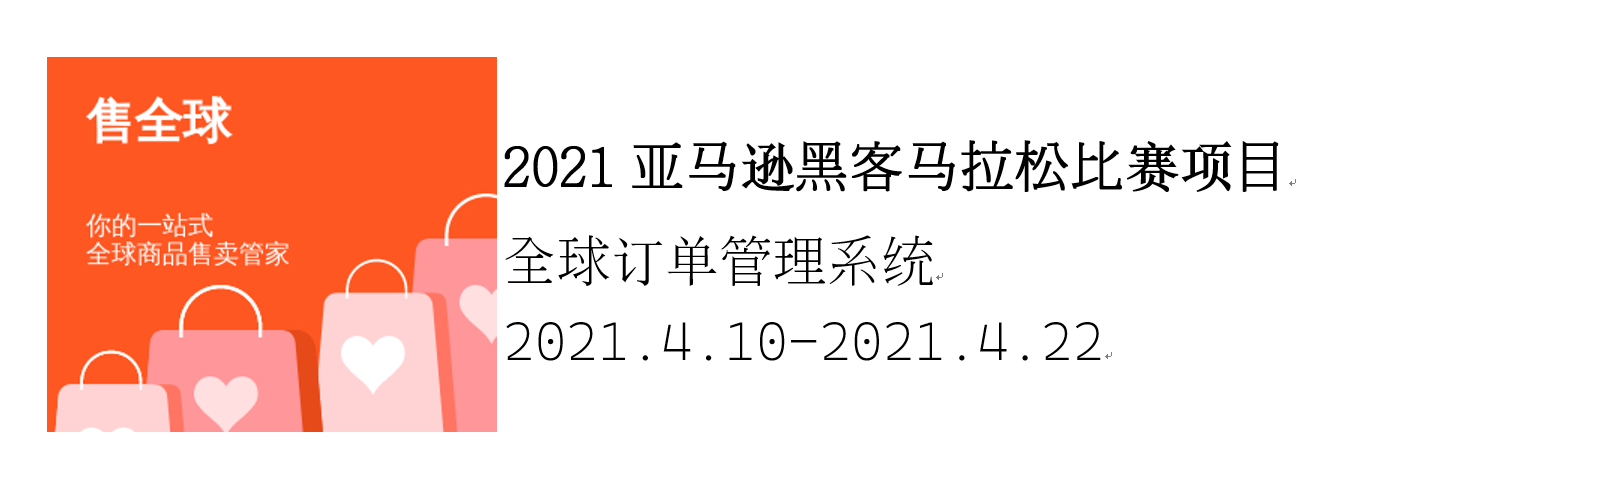 售全球
你的一站式
全球商品售卖管家
2021 亚马逊黑客马拉松比赛项目
全球订单管理系统
2021.4.10-2021.4.22